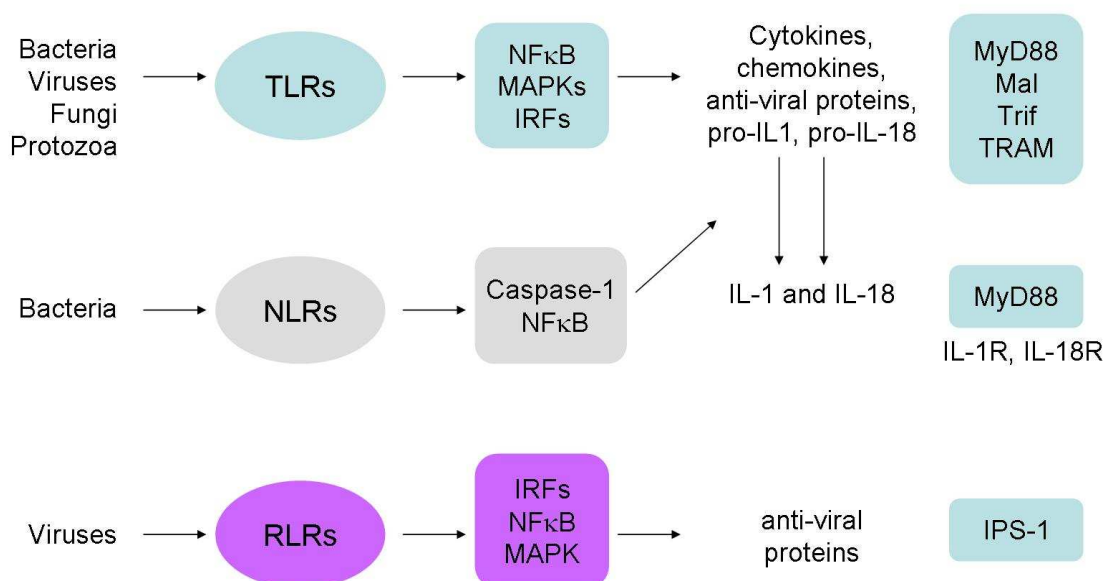 Bacteria
Viruses
Fungi
Protozoa
TLRs
NFκB
MAPKs
IRFs
Cytokines,
chemokines,
anti-viral proteins,
pro-IL1, pro-IL-18
MyD88
Mal
Trif
TRAM
Bacteria
NLRs
Caspase-1
NFκB
IL-1 and IL-18
MyD88
IL-1R, IL-18R
Viruses
RLRs
IRFs
NFκB
MAPK
anti-viral
proteins
IPS-1